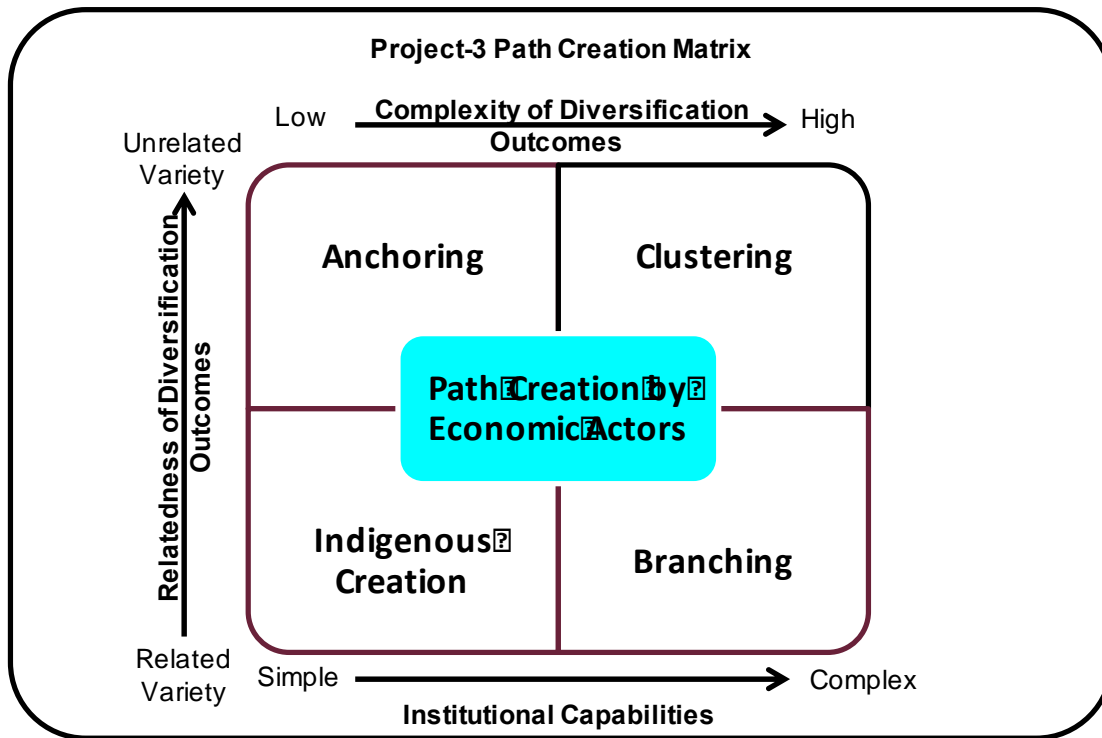 Project-3 Path Creation Matrix
Low
Complexity of Diversification
High
Outcomes
Unrelated
Variety
Relatedness of Diversification
Outcomes
Anchoring
Clustering
Path⍰Creation⍰by⍰
Economic⍰Actors
Indigenous⍰
Creation
Branching
Related
Variety
Simple
Complex
Institutional Capabilities